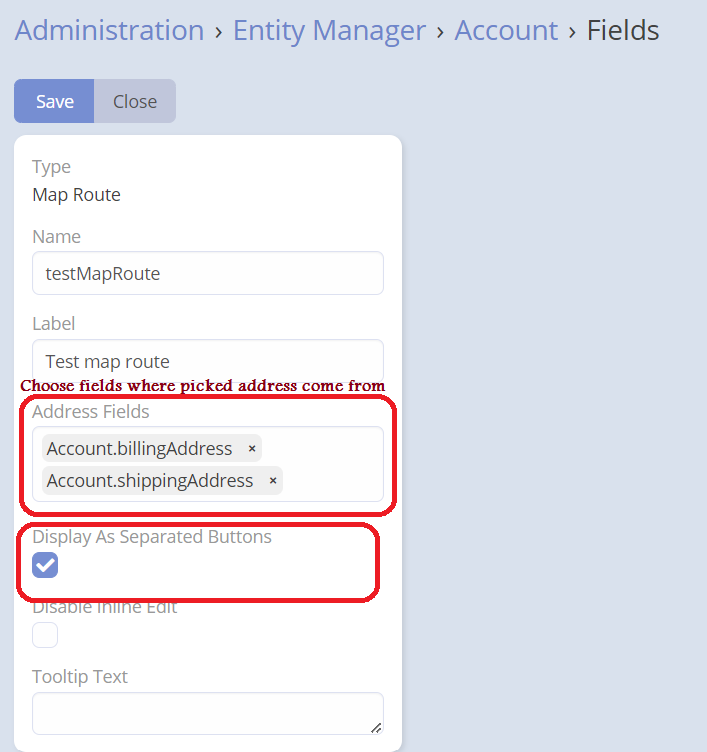 Administration › Entity Manager › Account › Fields
Save Close
Type
Map Route
Name
testMapRoute
Label
Test map route
Choose fields where picked address come from
Address Fields
Account.billingAddress ×
Account.shippingAddress ×
Display As Separated Buttons
Disable Inline Edit
Tooltip Text